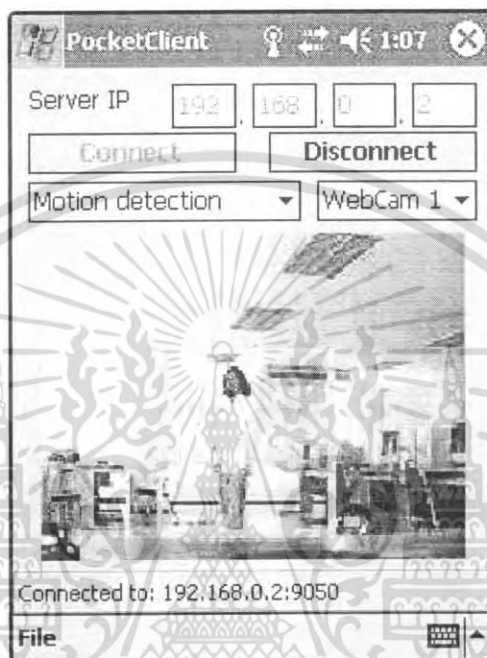 PocketClient 1:07
Server IP 192 . 168 . 0 . 2
Connect Disconnect
Motion detection WebCam 1
Connected to: 192.168.0.2:9050
File